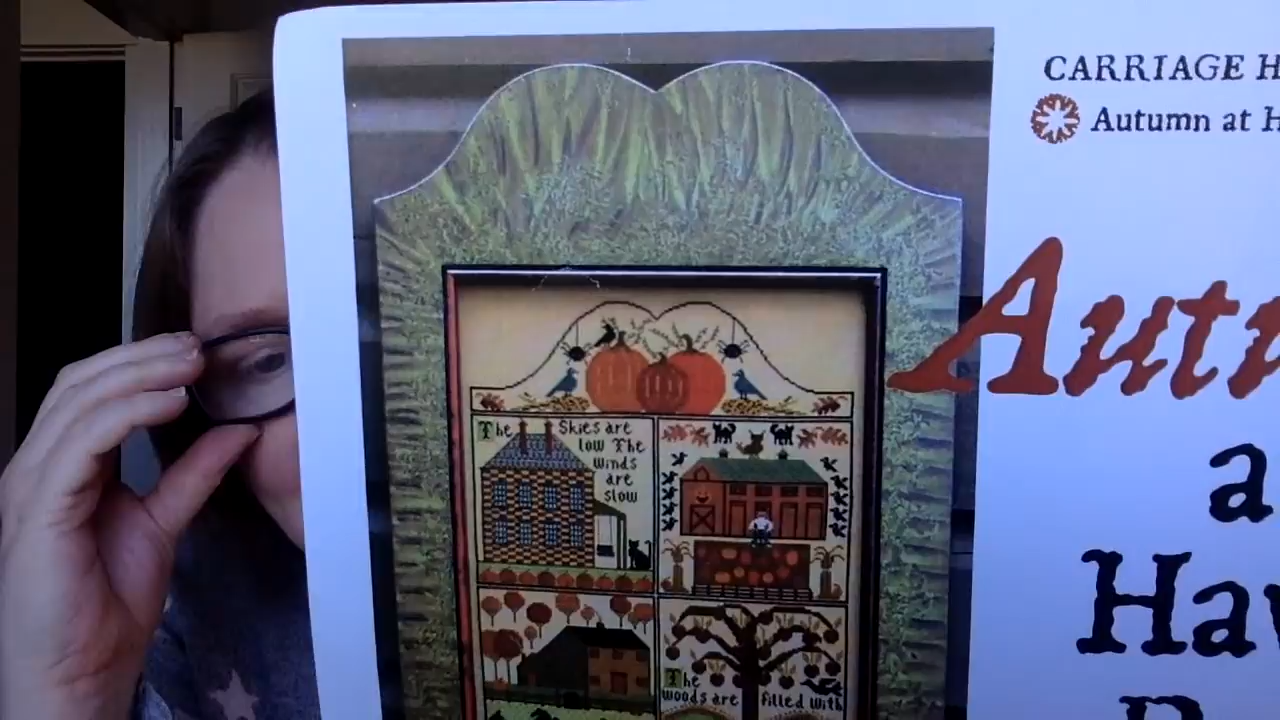 CARRIAGE H
Autumn at H
Autu
a
Hav
The Skies are
low The
winds
are
slow
The
woods are filled with